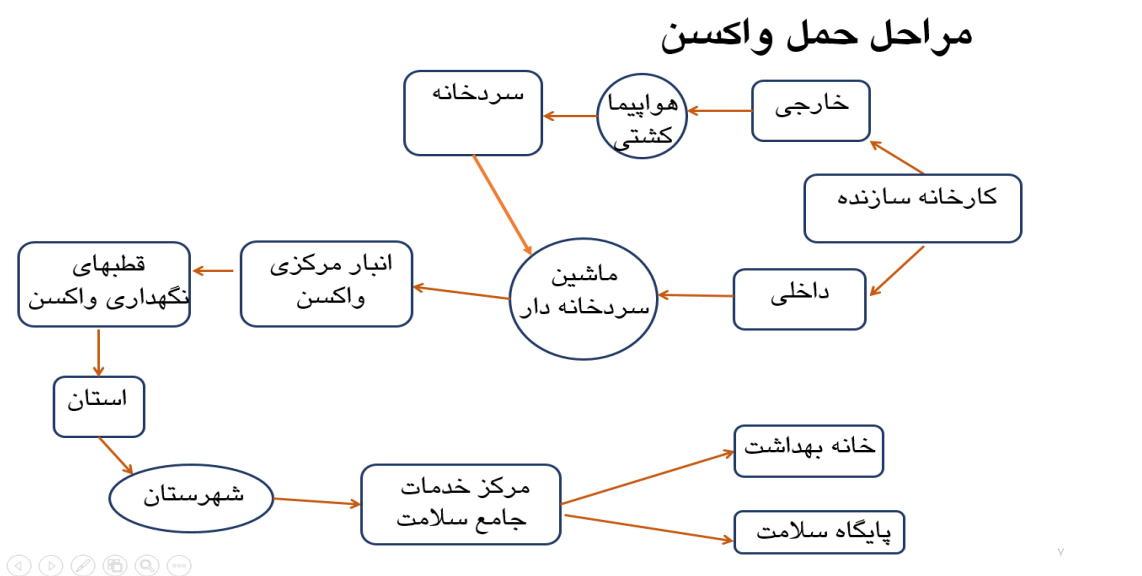 مراحل حمل واکسن
کارخانه سازنده
خارجی
هواپیما
کشتی
سردخانه
داخلی
ماشین
سردخانه دار
انبار مرکزی
واکسن
قطبهای
نگهداری واکسن
استان
شهرستان
مرکز خدمات
جامع سلامت
خانه بهداشت
پایگاه سلامت
۷